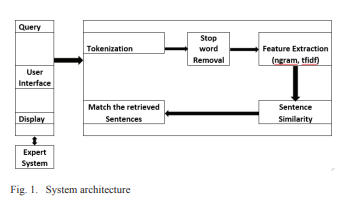 Query
User
Interface
Display
Expert
System
Tokenization
Stop
word
Removal
Feature Extraction
(ngram, tfidf)
Match the retrieved
Sentences
Sentence
Similarity
Fig. 1. System architecture